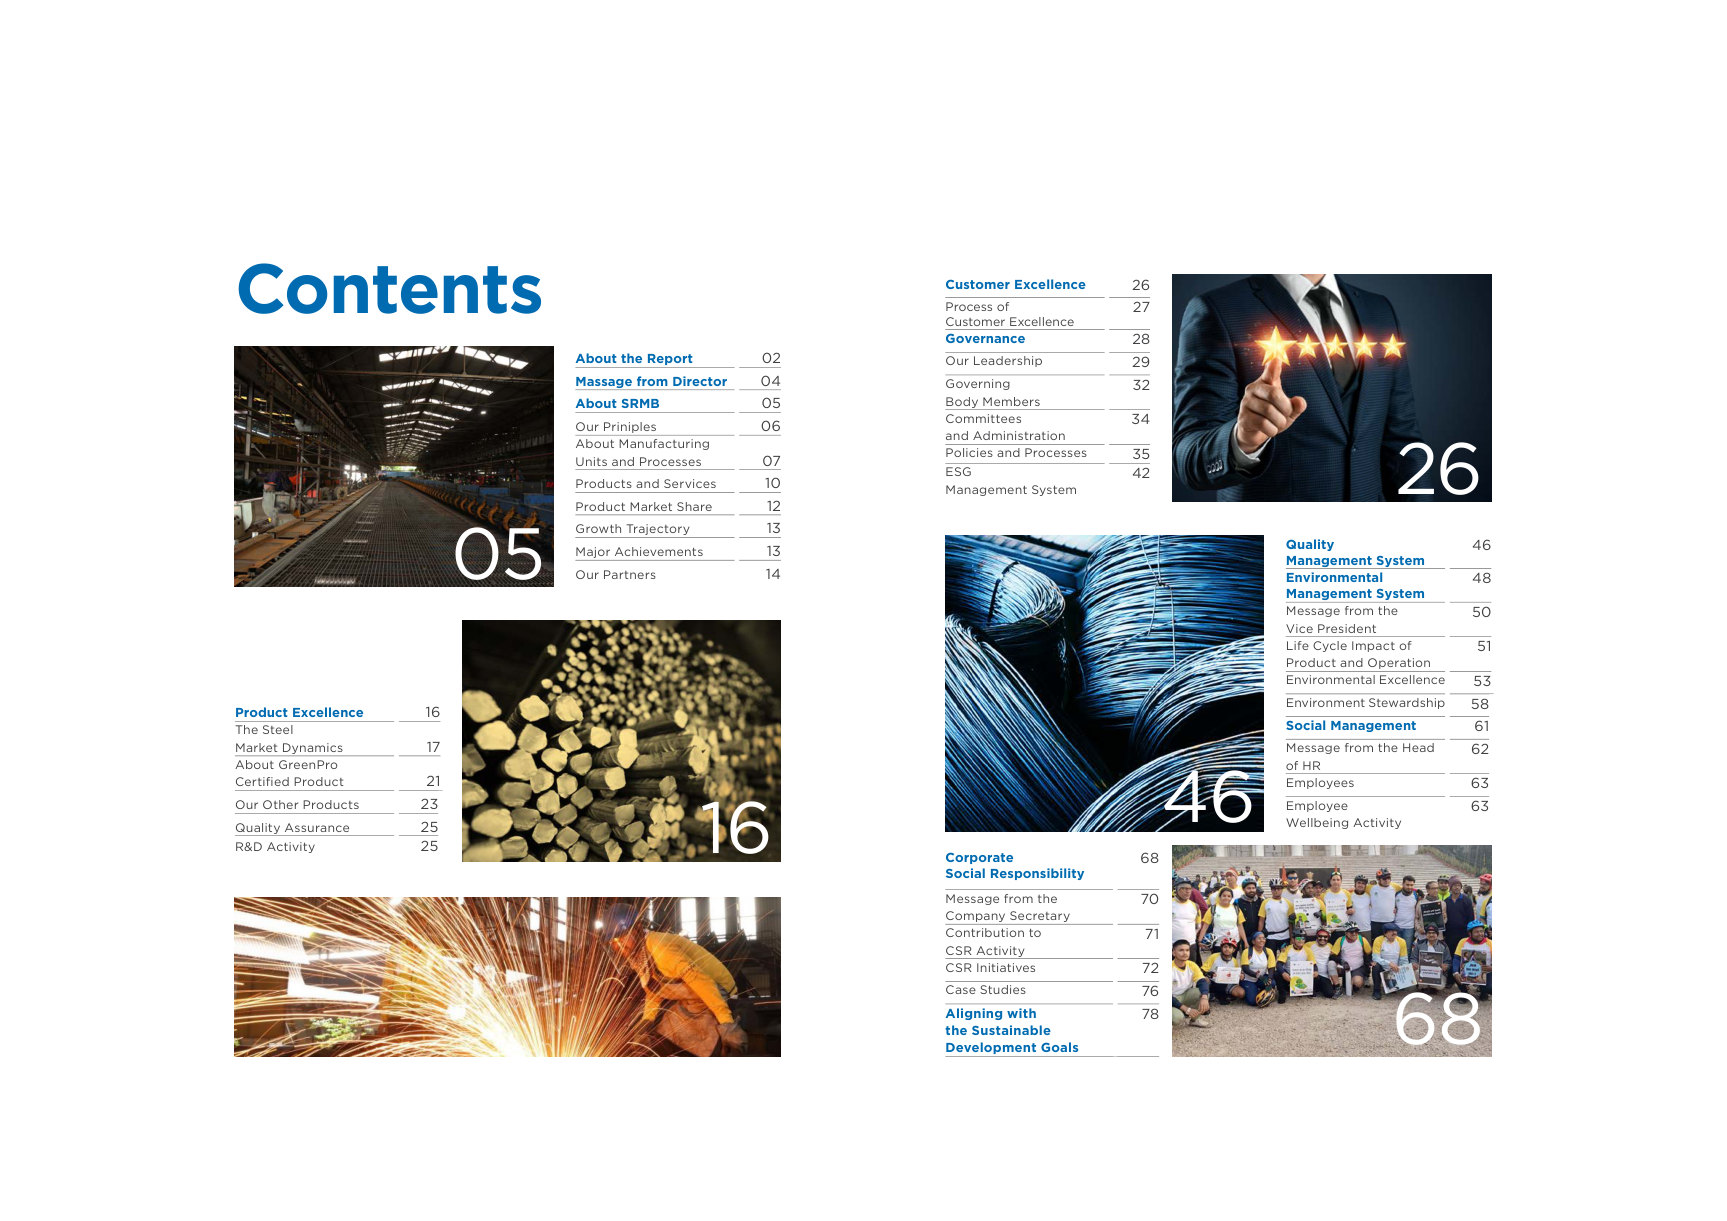 Contents
About the Report 02
Massage from Director 04
About SRMB 05
Our Priniples 06
About Manufacturing
Units and Processes 07
Products and Services 10
Product Market Share 12
Growth Trajectory 13
Major Achievements 13
Our Partners 14
05
Product Excellence 16
The Steel
Market Dynamics 17
About GreenPro
Certified Product 21
Our Other Products 23
Quality Assurance 25
R&D Activity 25
16
Customer Excellence 26
Process of 27
Customer Excellence
Governance 28
Our Leadership 29
Governing 32
Body Members
Committees 34
and Administration
Policies and Processes 35
ESG 42
Management System
26
46
Quality 46
Management System
Environmental 48
Management System
Message from the 50
Vice President
Life Cycle Impact of 51
Product and Operation
Environmental Excellence 53
Environment Stewardship 58
Social Management 61
Message from the Head 62
of HR
Employees 63
Employee 63
Wellbeing Activity
Corporate 68
Social Responsibility
Message from the 70
Company Secretary
Contribution to 71
CSR Activity
CSR Initiatives 72
Case Studies 76
Aligning with 78
the Sustainable
Development Goals
68